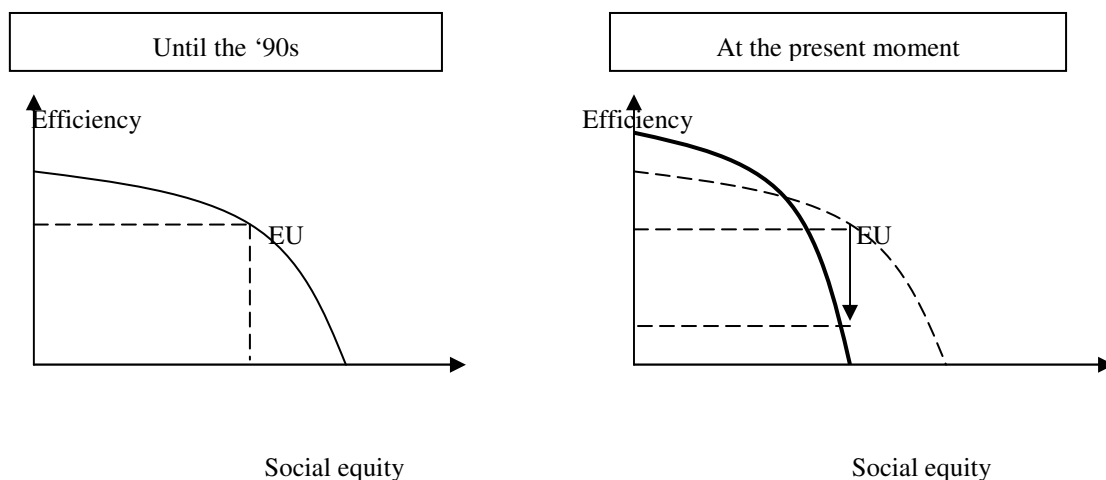 Until the ‘90s
Efficiency
EU
Social equity
At the present moment
Efficiency
EU
Social equity